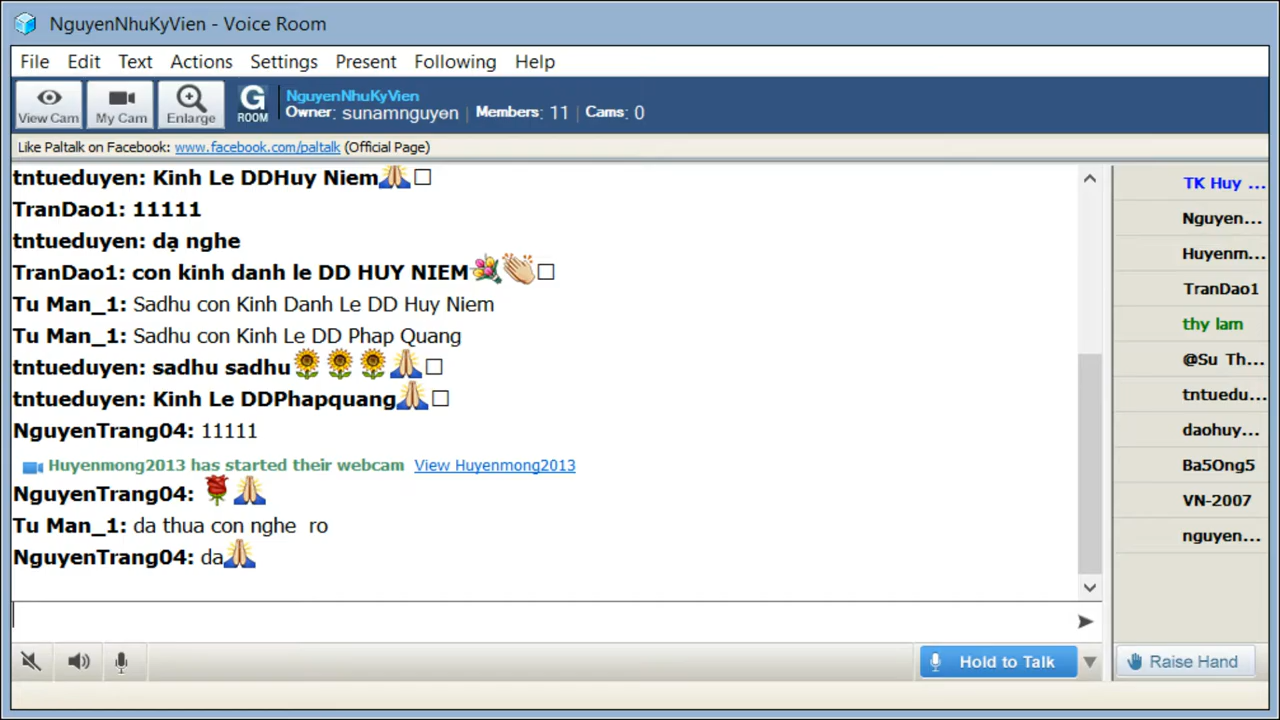 NguyenNhuKyVien - Voice Room
File Edit Text Actions Settings Present Following Help
View Cam My Cam Enlarge G ROOM
NguyenNhuKyVien
Owner: sunamnguyen | Members: 11 | Cams: 0
Like Paltalk on Facebook: www.facebook.com/paltalk (Official Page)
tntueduyen: Kinh Le DDHuy Niem🙏□
TranDao1: 11111
tntueduyen: dạ nghe
TranDao1: con kinh danh le DD HUY NIEM💐👏□
Tu Man_1: Sadhu con Kinh Danh Le DD Huy Niem
Tu Man_1: Sadhu con Kinh Le DD Phap Quang
tntueduyen: sadhu sadhu🌻🌻🌻🙏□
tntueduyen: Kinh Le DDPhapquang🙏□
NguyenTrang04: 11111
Huyenmong2013 has started their webcam View Huyenmong2013
NguyenTrang04: 🌹🙏
Tu Man_1: da thua con nghe ro
NguyenTrang04: da🙏
TK Huy ...
Nguyen...
Huyenm...
TranDao1
thy lam
@Su Th...
tntuedu...
daohuy...
Ba5Ong5
VN-2007
nguyen...
Hold to Talk
Raise Hand